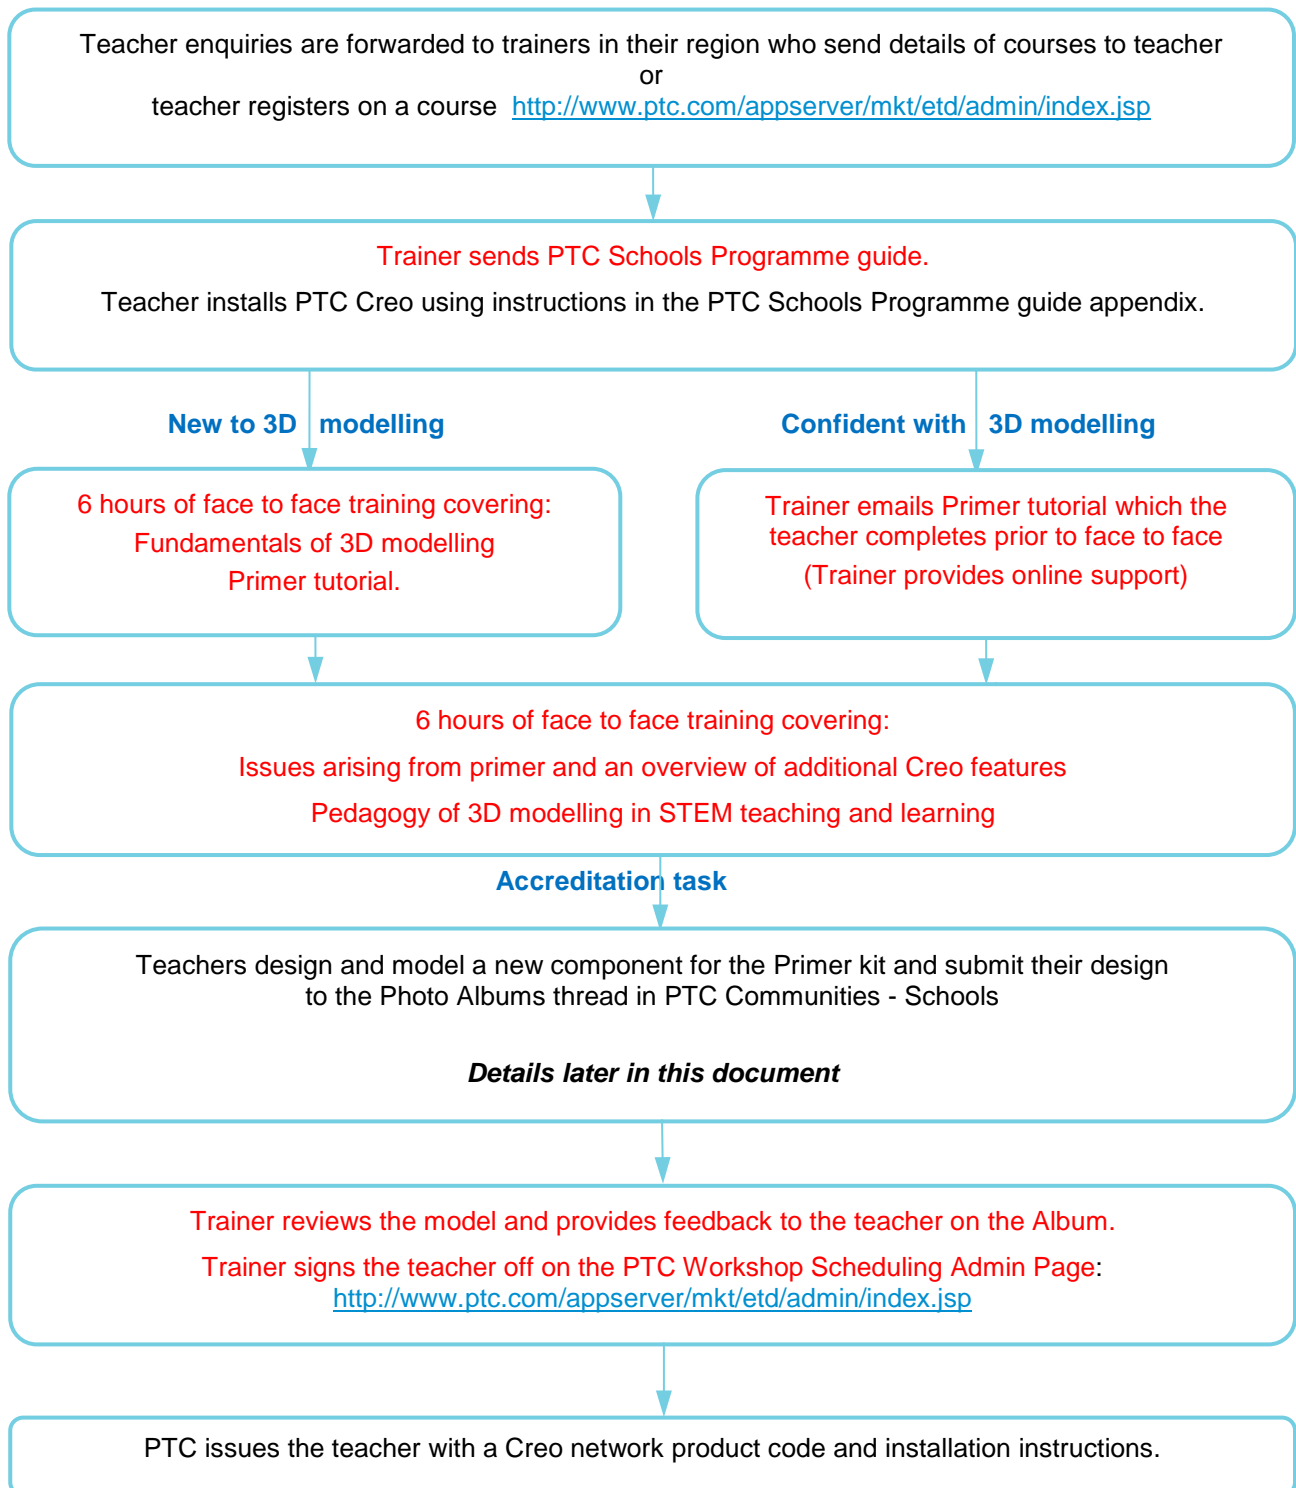 Teacher enquiries are forwarded to trainers in their region who send details of courses to teacher
or
teacher registers on a course http://www.ptc.com/appserver/mkt/etd/admin/index.jsp
Trainer sends PTC Schools Programme guide.
Teacher installs PTC Creo using instructions in the PTC Schools Programme guide appendix.
New to 3D modelling
Confident with 3D modelling
6 hours of face to face training covering:
Fundamentals of 3D modelling
Primer tutorial.
Trainer emails Primer tutorial which the
teacher completes prior to face to face
(Trainer provides online support)
6 hours of face to face training covering:
Issues arising from primer and an overview of additional Creo features
Pedagogy of 3D modelling in STEM teaching and learning
Accreditation task
Teachers design and model a new component for the Primer kit and submit their design
to the Photo Albums thread in PTC Communities - Schools
Details later in this document
Trainer reviews the model and provides feedback to the teacher on the Album.
Trainer signs the teacher off on the PTC Workshop Scheduling Admin Page:
http://www.ptc.com/appserver/mkt/etd/admin/index.jsp
PTC issues the teacher with a Creo network product code and installation instructions.